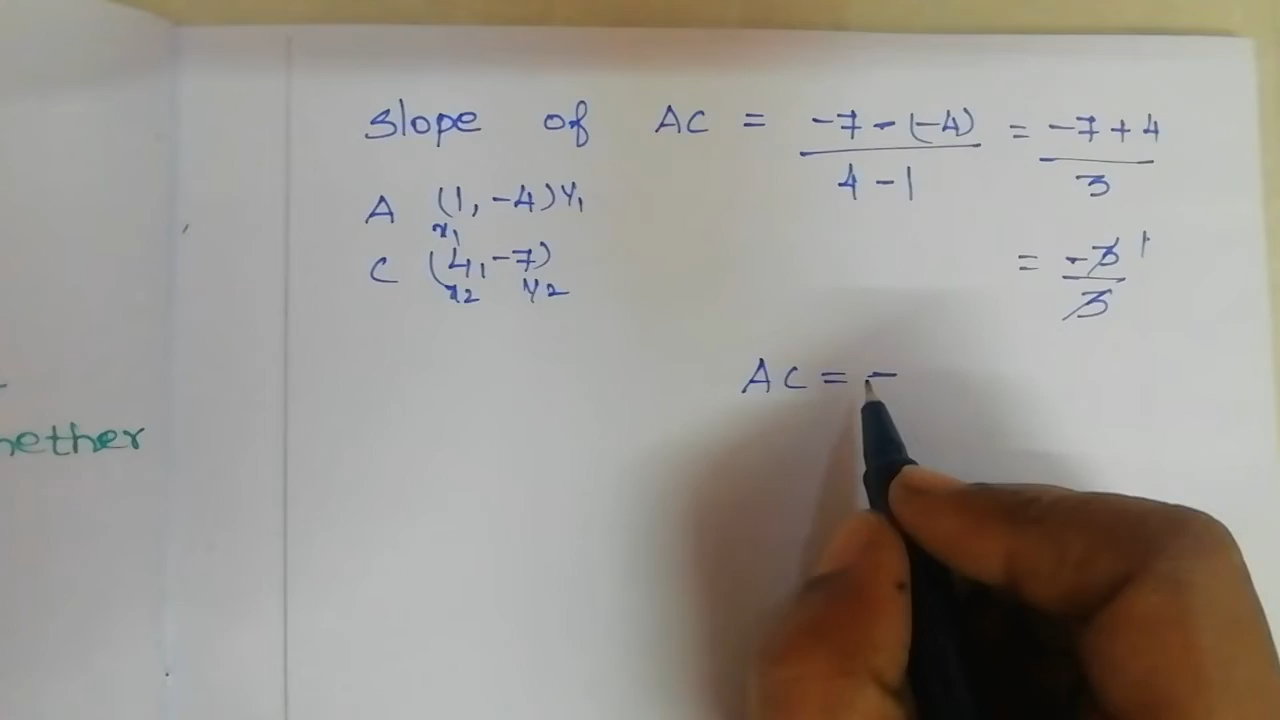 Slope of AC = -7-(-4) / 4-1 = -7+4 / 3
A (1, -4) y₁
x₁
C (4, -7)
x₂ y₂
= -3 / 3 1
AC = -
hether